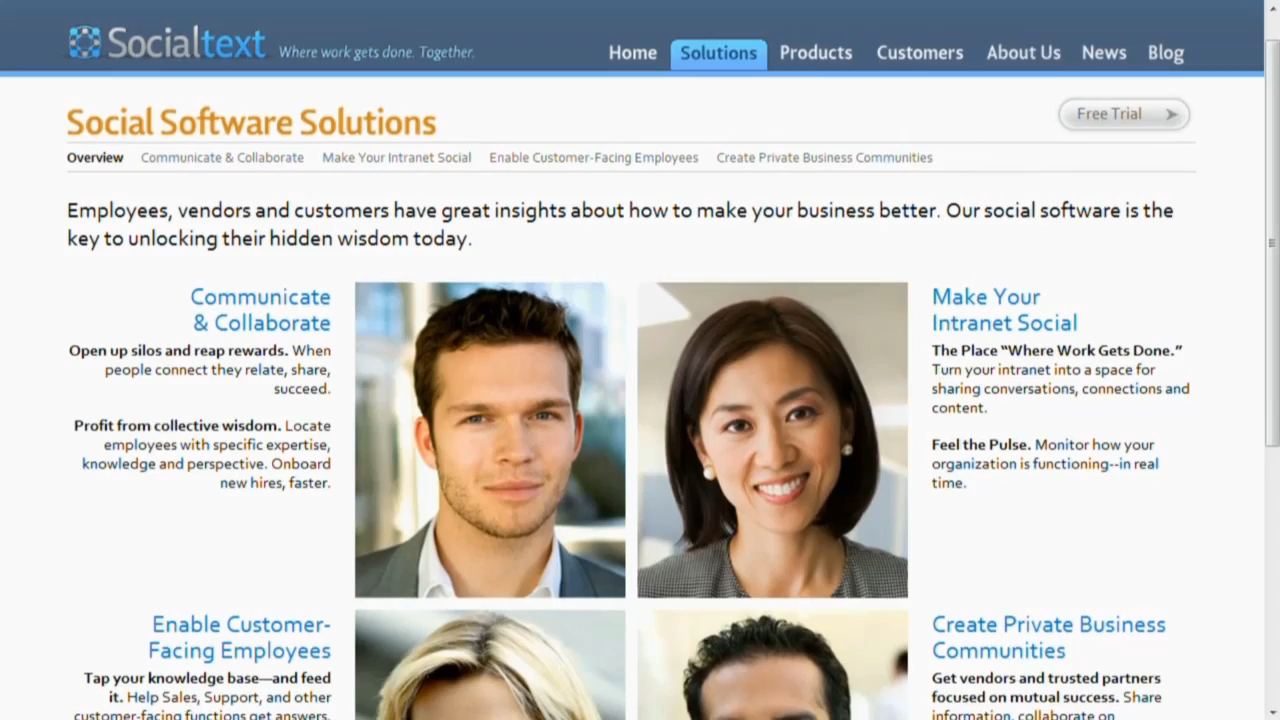 Socialtext Where work gets done. Together.
Home Solutions Products Customers About Us News Blog
Social Software Solutions
Free Trial
Overview Communicate & Collaborate Make Your Intranet Social Enable Customer-Facing Employees Create Private Business Communities
Employees, vendors and customers have great insights about how to make your business better. Our social software is the
key to unlocking their hidden wisdom today.
Communicate
& Collaborate
Open up silos and reap rewards. When
people connect they relate, share,
succeed.
Profit from collective wisdom. Locate
employees with specific expertise,
knowledge and perspective. Onboard
new hires, faster.
Make Your
Intranet Social
The Place “Where Work Gets Done.”
Turn your intranet into a space for
sharing conversations, connections and
content.
Feel the Pulse. Monitor how your
organization is functioning--in real
time.
Enable Customer-
Facing Employees
Tap your knowledge base—and feed
it. Help Sales, Support, and other
customer-facing functions get answers,
Create Private Business
Communities
Get vendors and trusted partners
focused on mutual success. Share
information, collaborate on